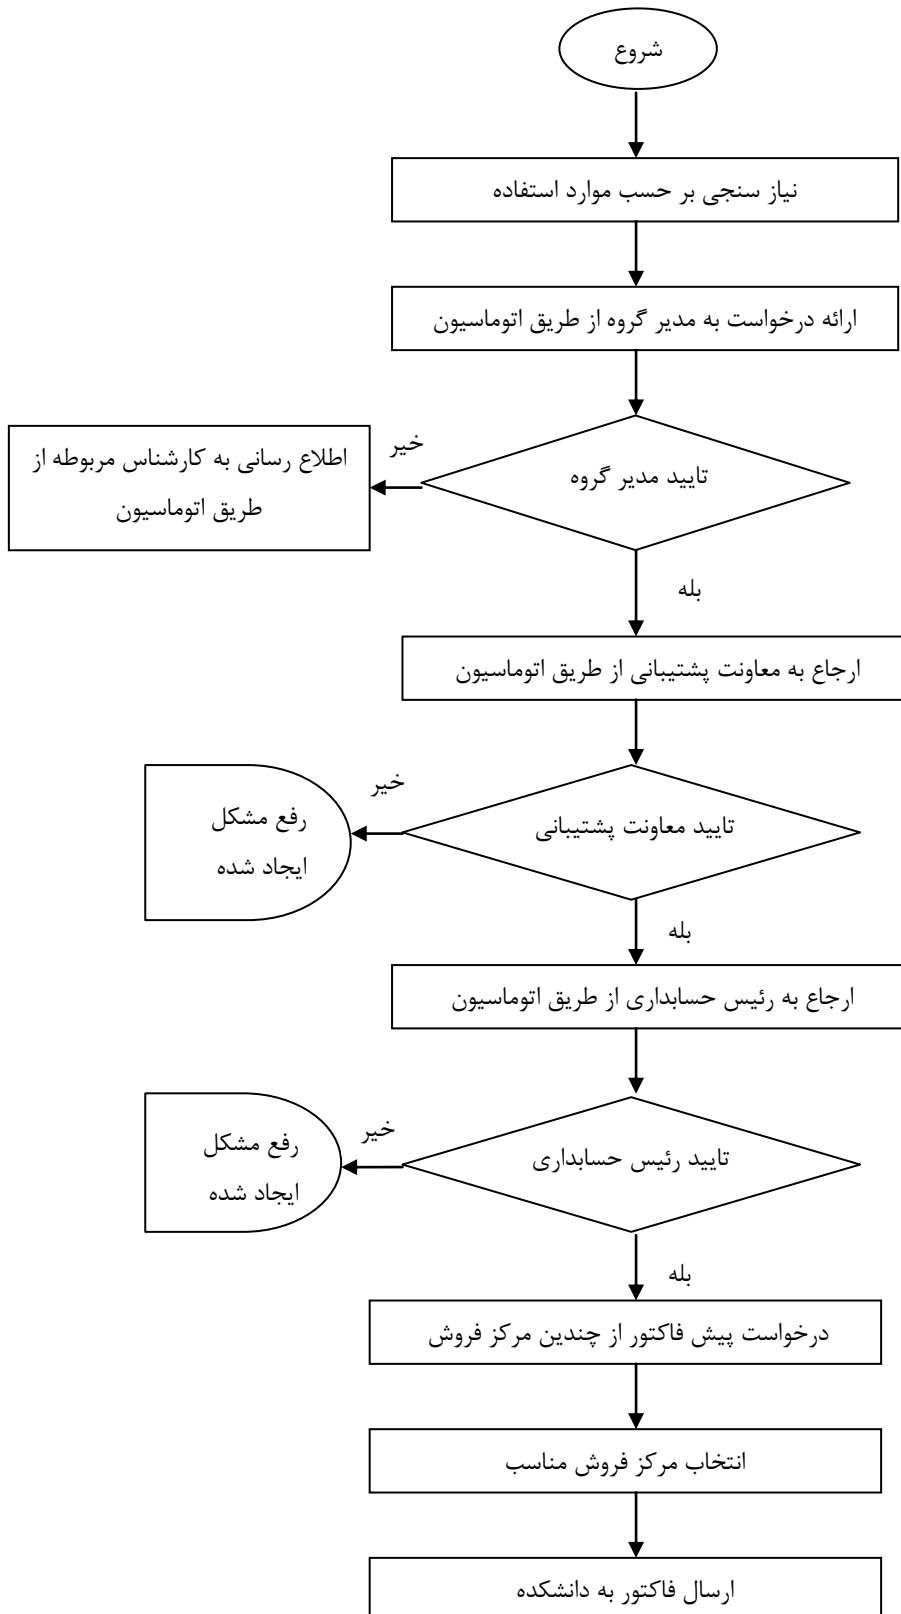 شروع
نیاز سنجی بر حسب موارد استفاده
ارائه درخواست به مدیر گروه از طریق اتوماسیون
تایید مدیر گروه
خیر
اطلاع رسانی به کارشناس مربوطه از
طریق اتوماسیون
بله
ارجاع به معاونت پشتیبانی از طریق اتوماسیون
تایید معاونت پشتیبانی
خیر
رفع مشکل
ایجاد شده
بله
ارجاع به رئیس حسابداری از طریق اتوماسیون
تایید رئیس حسابداری
خیر
رفع مشکل
ایجاد شده
بله
درخواست پیش فاکتور از چندین مرکز فروش
انتخاب مرکز فروش مناسب
ارسال فاکتور به دانشکده